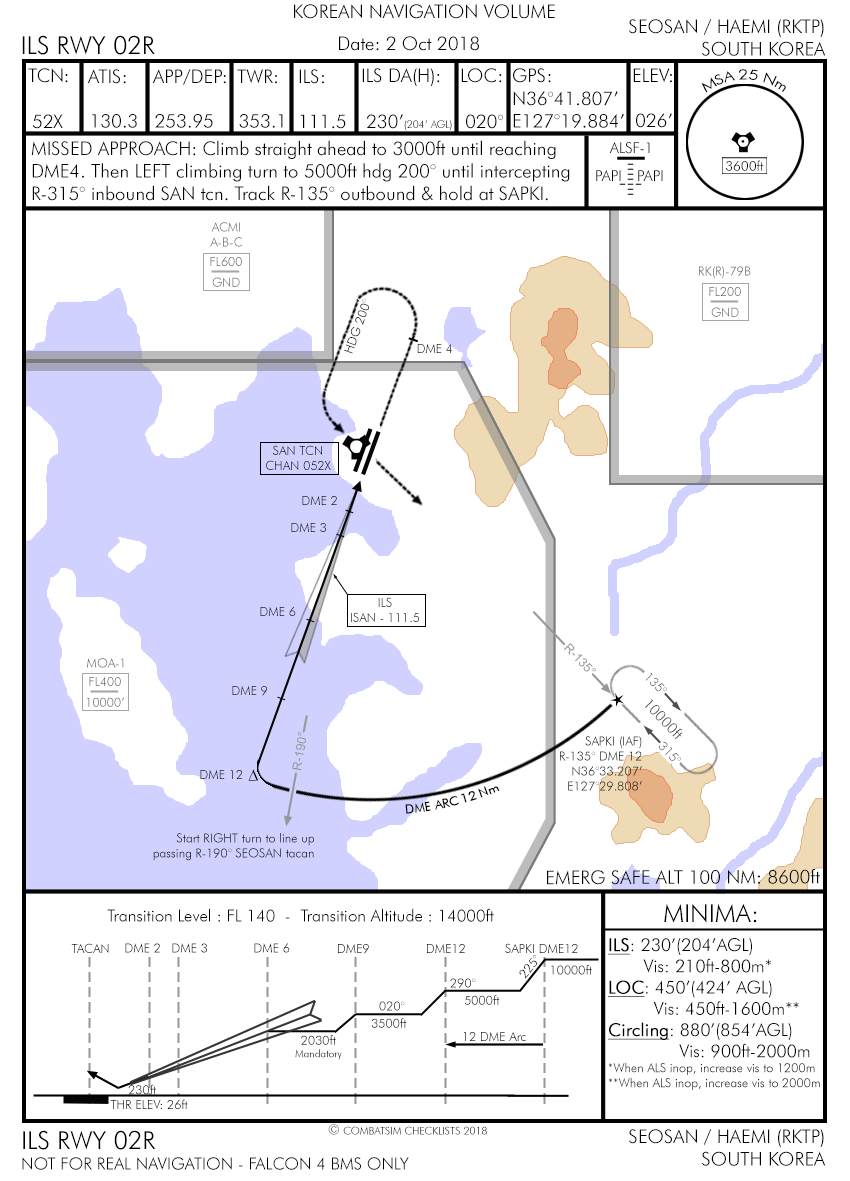 KOREAN NAVIGATION VOLUME
ILS RWY 02R
Date: 2 Oct 2018
SEOSAN / HAEMI (RKTP)
SOUTH KOREA
TCN:
52X
ATIS:
130.3
APP/DEP:
253.95
TWR:
353.1
ILS:
111.5
ILS DA(H):
230'(204' AGL)
LOC:
020°
GPS:
N36°41.807'
E127°19.884'
ELEV:
026'
MSA 25 Nm
3600ft
MISSED APPROACH: Climb straight ahead to 3000ft until reaching
DME4. Then LEFT climbing turn to 5000ft hdg 200° until intercepting
R-315° inbound SAN tcn. Track R-135° outbound & hold at SAPKI.
ALSF-1
PAPI PAPI
ACMI
A-B-C
FL600
GND
RK(R)-79B
FL200
GND
HDG 200°
DME 4
SAN TCN
CHAN 052X
DME 2
DME 3
ILS
ISAN - 111.5
DME 6
MOA-1
FL400
10000'
DME 9
R-135°
135°
10000ft
315°
SAPKI (IAF)
R-135° DME 12
N36°33.207'
E127°29.808'
R-190°
DME 12
DME ARC 12 Nm
Start RIGHT turn to line up
passing R-190° SEOSAN tacan
EMERG SAFE ALT 100 NM: 8600ft
Transition Level : FL 140 - Transition Altitude : 14000ft
TACAN DME 2 DME 3 DME 6 DME9 DME12 SAPKI DME12
225°
10000ft
290°
5000ft
020°
3500ft
2030ft
Mandatory
12 DME Arc
230ft
THR ELEV: 26ft
MINIMA:
ILS: 230'(204'AGL)
Vis: 210ft-800m*
LOC: 450'(424' AGL)
Vis: 450ft-1600m**
Circling: 880'(854'AGL)
Vis: 900ft-2000m
*When ALS inop, increase vis to 1200m
**When ALS inop, increase vis to 2000m
© COMBATSIM CHECKLISTS 2018
ILS RWY 02R
NOT FOR REAL NAVIGATION - FALCON 4 BMS ONLY
SEOSAN / HAEMI (RKTP)
SOUTH KOREA